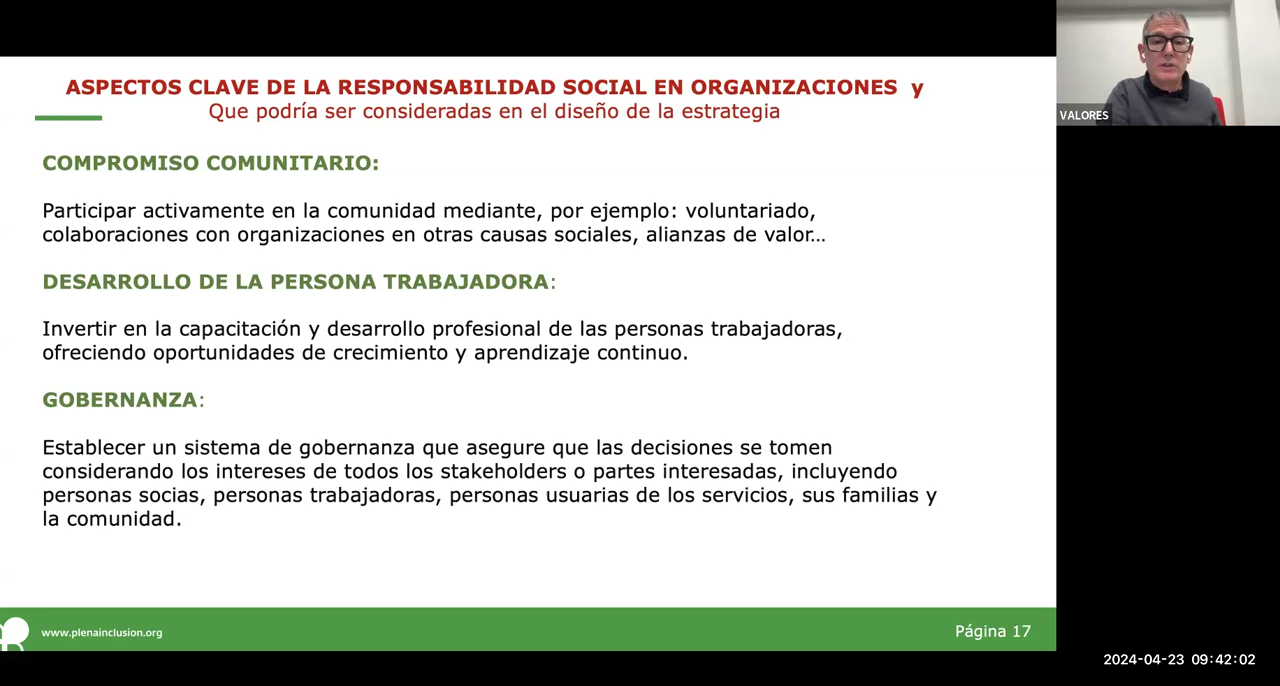 ASPECTOS CLAVE DE LA RESPONSABILIDAD SOCIAL EN ORGANIZACIONES y
Que podría ser consideradas en el diseño de la estrategia
COMPROMISO COMUNITARIO:
Participar activamente en la comunidad mediante, por ejemplo: voluntariado,
colaboraciones con organizaciones en otras causas sociales, alianzas de valor…
DESARROLLO DE LA PERSONA TRABAJADORA:
Invertir en la capacitación y desarrollo profesional de las personas trabajadoras,
ofreciendo oportunidades de crecimiento y aprendizaje continuo.
GOBERNANZA:
Establecer un sistema de gobernanza que asegure que las decisiones se tomen
considerando los intereses de todos los stakeholders o partes interesadas, incluyendo
personas socias, personas trabajadoras, personas usuarias de los servicios, sus familias y
la comunidad.
www.plenainclusion.org
Página 17
VALORES
2024-04-23 09:42:02